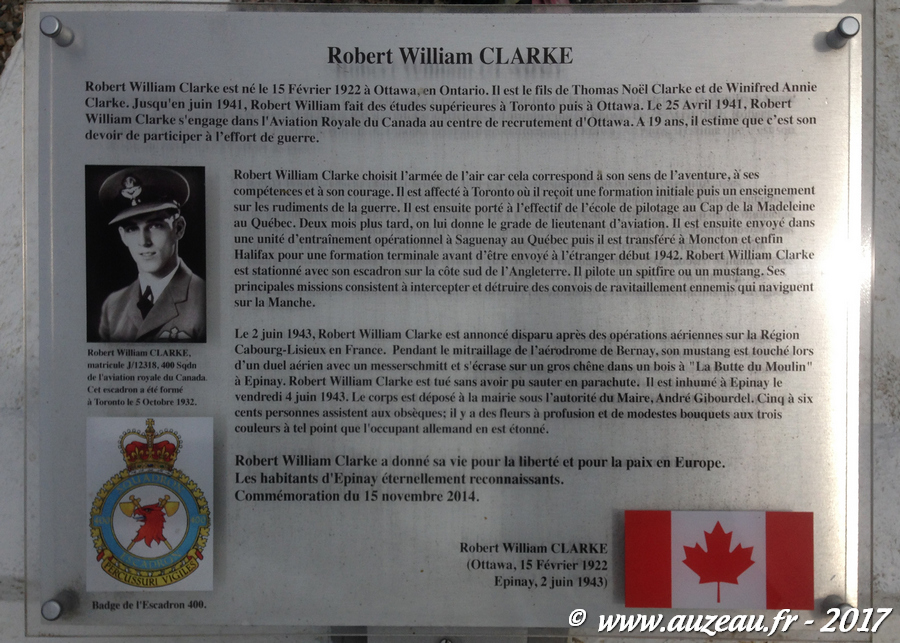 Robert William CLARKE
Robert William Clarke est né le 15 Février 1922 à Ottawa, en Ontario. Il est le fils de Thomas Noël Clarke et de Winifred Annie
Clarke. Jusqu'en juin 1941, Robert William fait des études supérieures à Toronto puis à Ottawa. Le 25 Avril 1941, Robert
William Clarke s'engage dans l'Aviation Royale du Canada au centre de recrutement d'Ottawa. A 19 ans, il estime que c'est son
devoir de participer à l'effort de guerre.
Robert William Clarke choisit l'armée de l'air car cela correspond à son sens de l'aventure, à ses
compétences et à son courage. Il est affecté à Toronto où il reçoit une formation initiale puis un enseignement
sur les rudiments de la guerre. Il est ensuite porté à l'effectif de l'école de pilotage au Cap de la Madeleine
au Québec. Deux mois plus tard, on lui donne le grade de lieutenant d'aviation. Il est ensuite envoyé dans
une unité d'entraînement opérationnel à Saguenay au Québec puis il est transféré à Moncton et enfin
Halifax pour une formation terminale avant d'être envoyé à l'étranger début 1942. Robert William Clarke
est stationné avec son escadron sur la côte sud de l'Angleterre. Il pilote un spitfire ou un mustang. Ses
principales missions consistent à intercepter et détruire des convois de ravitaillement ennemis qui naviguent
sur la Manche.
Le 2 juin 1943, Robert William Clarke est annoncé disparu après des opérations aériennes sur la Région
Cabourg-Lisieux en France. Pendant le mitraillage de l'aérodrome de Bernay, son mustang est touché lors
d'un duel aérien avec un messerschmitt et s'écrase sur un gros chêne dans un bois à "La Butte du Moulin"
à Epinay. Robert William Clarke est tué sans avoir pu sauter en parachute. Il est inhumé à Epinay le
vendredi 4 juin 1943. Le corps est déposé à la mairie sous l'autorité du Maire, André Gibourdel. Cinq à six
cents personnes assistent aux obsèques; il y a des fleurs à profusion et de modestes bouquets aux trois
couleurs à tel point que l'occupant allemand en est étonné.
Robert William Clarke a donné sa vie pour la liberté et pour la paix en Europe.
Les habitants d'Epinay éternellement reconnaissants.
Commémoration du 15 novembre 2014.
Robert William CLARKE,
matricule J/12318, 400 Sqdn
de l'aviation royale du Canada.
Cet escadron a été formé
à Toronto le 5 Octobre 1932.
SQUADRON
400
400
ESCADRON
PERCUSSURI VIGILES
Badge de l'Escadron 400.
Robert William CLARKE
(Ottawa, 15 Février 1922
Epinay, 2 juin 1943)
© www.auzeau.fr - 2017